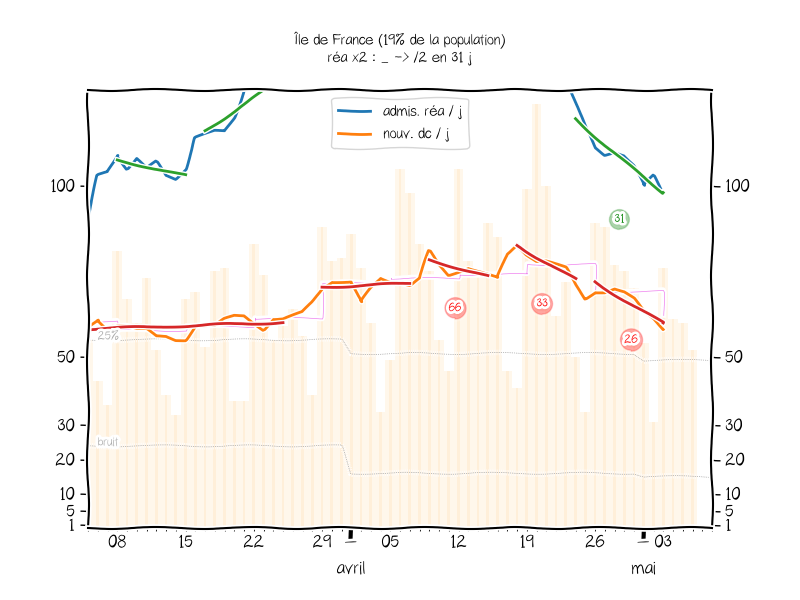 Île de France (19% de la population)
réa x2 : _ -> /2 en 31 j
admis. réa / j
nouv. dc / j
100
100
31
66
33
26
25%
50
50
bruit
30
30
20
20
10
10
5
5
1
1
08 15 22 29 05 12 19 26 03
avril mai